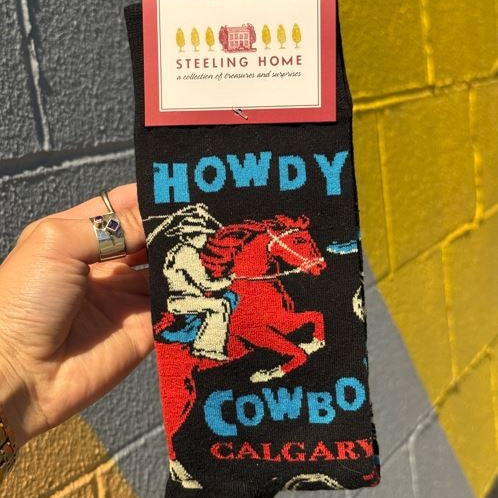 STEELING HOME
a collection of treasures and surprises
HOWDY
COWBO
CALGARY